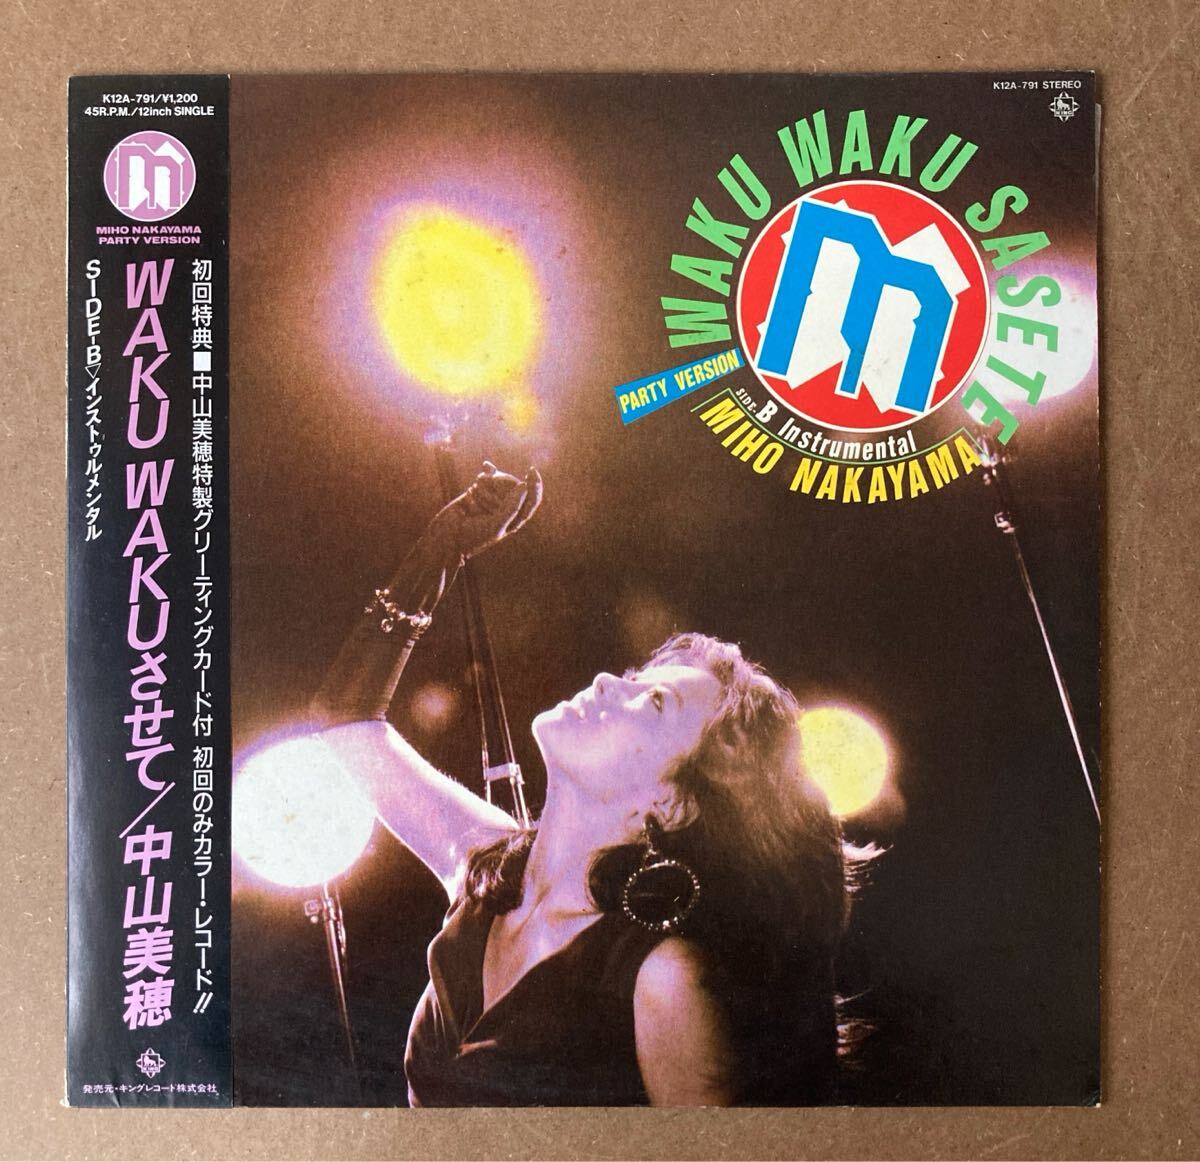 K12A-791/¥1,200
45R.P.M./12inch SINGLE
MIHO NAKAYAMA
PARTY VERSION
初回特典■中山美穂特製グリーティングカード付 初回のみカラー・レコード!!
WAKU WAKUさせて/中山美穂
SIDE-B▽インストゥルメンタル
KING
発売元・キングレコード株式会社
K12A-791 STEREO
KING
WAKU WAKU SASETE
m
PARTY VERSION
SIDE-B Instrumental
MIHO NAKAYAMA